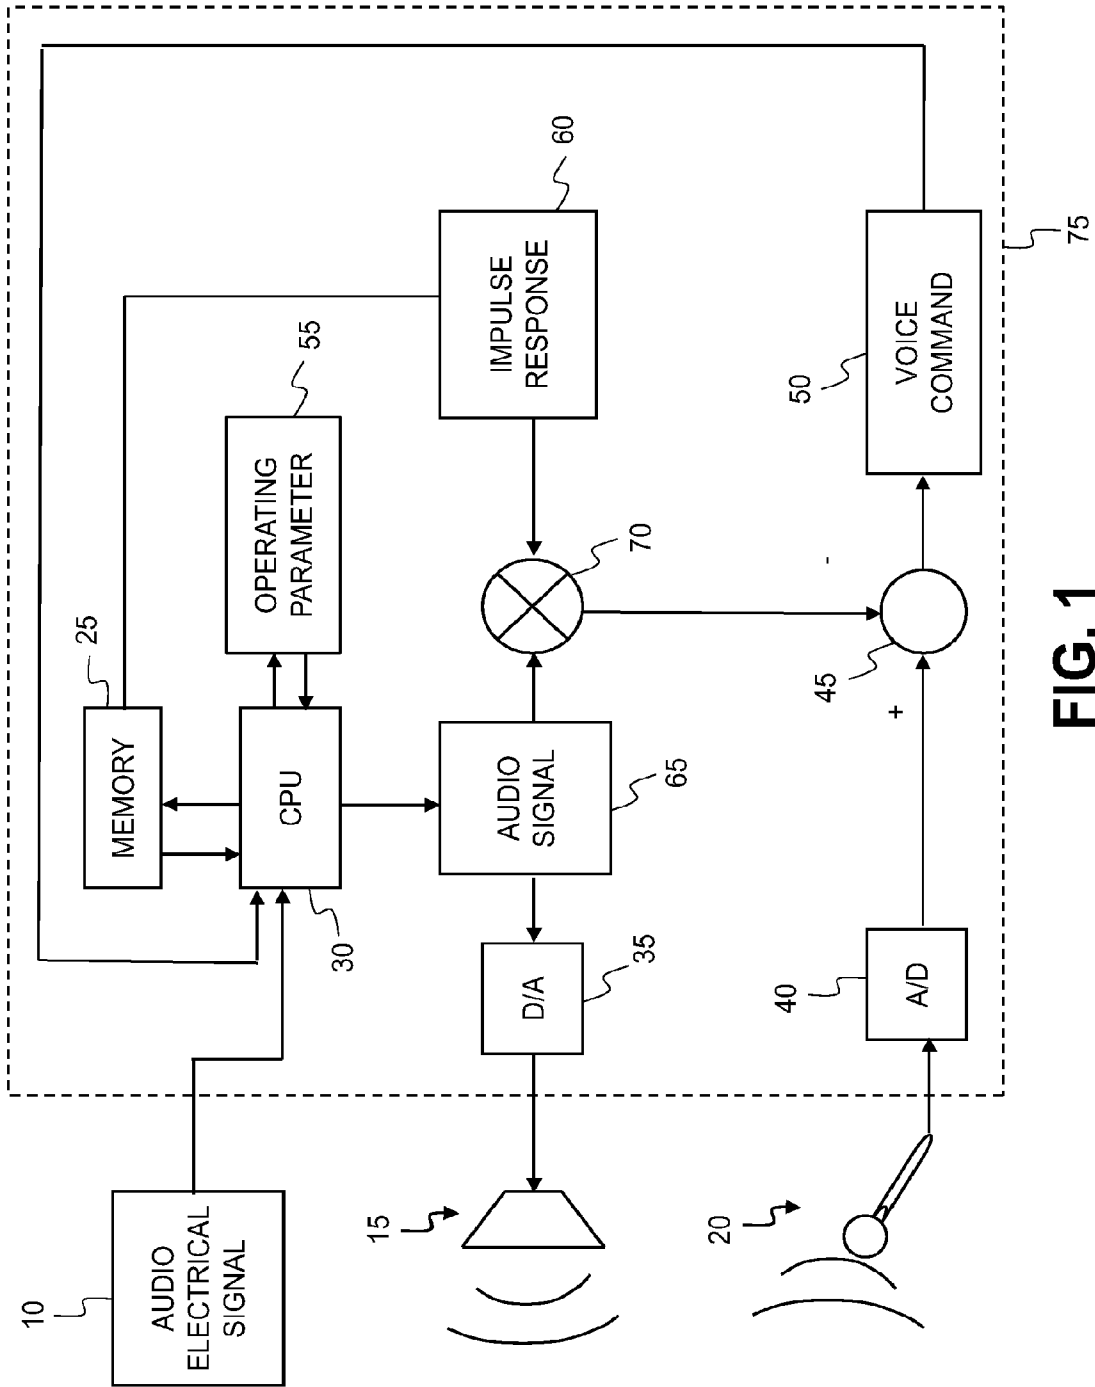 10
AUDIO
ELECTRICAL
SIGNAL
25
MEMORY
30
CPU
55
OPERATING
PARAMETER
60
IMPULSE
RESPONSE
65
AUDIO
SIGNAL
70
35
D/A
15
20
40
A/D
+
-
45
50
VOICE
COMMAND
75
FIG. 1